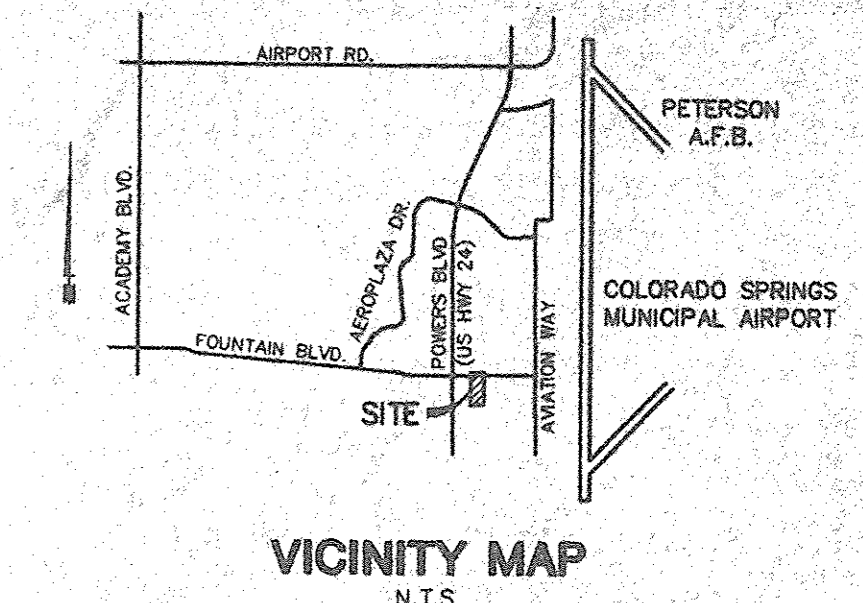 AIRPORT RD.
PETERSON
A.F.B.
ACADEMY BLVD.
AEROPLAZA DR.
POWERS BLVD
(US HWY 24)
AVIATION WAY
COLORADO SPRINGS
MUNICIPAL AIRPORT
FOUNTAIN BLVD.
SITE
VICINITY MAP
N.T.S.